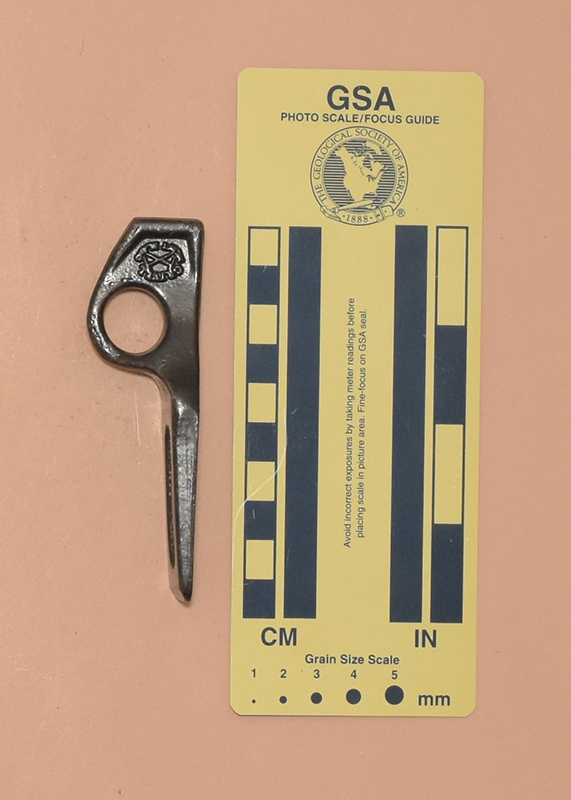 GSA
PHOTO SCALE/FOCUS GUIDE
THE GEOLOGICAL SOCIETY OF AMERICA
1888
®
Avoid incorrect exposures by taking meter readings before
placing scale in picture area. Fine-focus on GSA seal.
CM
IN
Grain Size Scale
1 2 3 4 5
mm